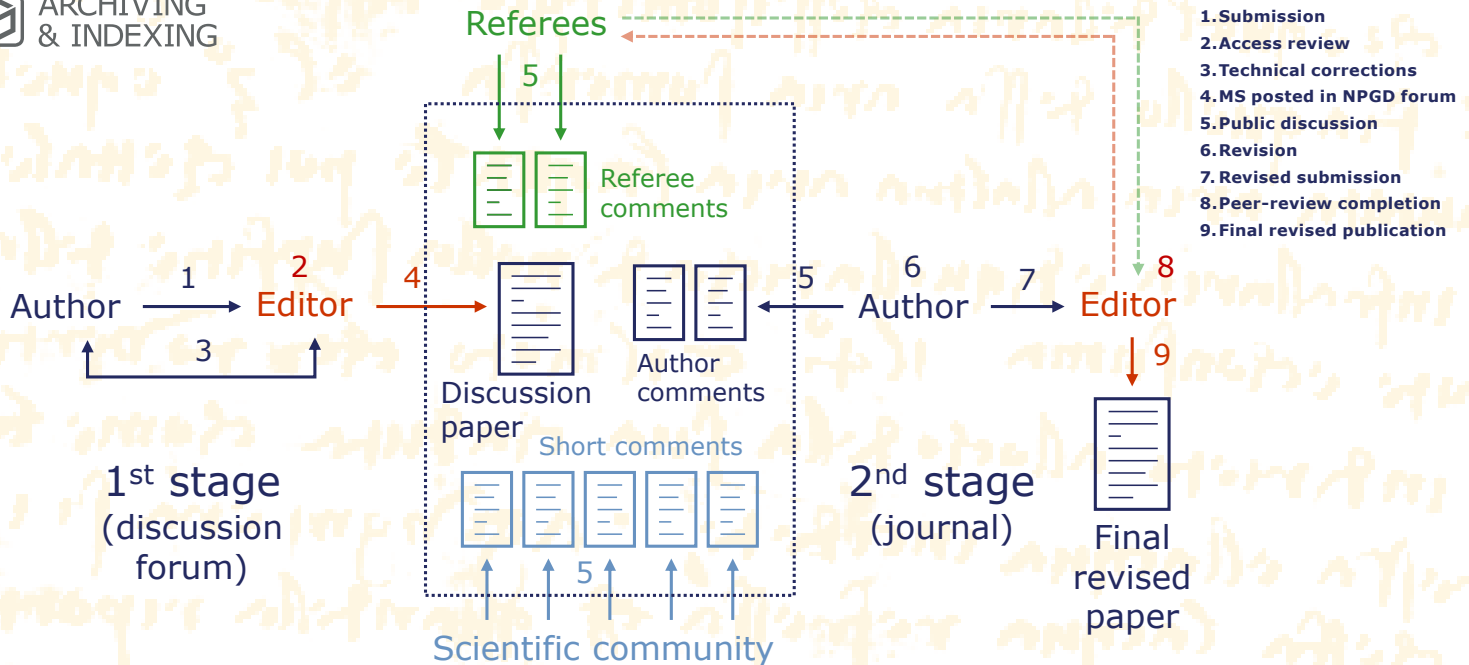 ARCHIVING
& INDEXING
Referees
1.Submission
2.Access review
3.Technical corrections
4.MS posted in NPGD forum
5.Public discussion
6.Revision
7.Revised submission
8.Peer-review completion
9.Final revised publication
5
Referee
comments
1
2
4
5
6
7
8
Author
Editor
Author
Editor
3
9
Discussion
paper
Author
comments
Short comments
1st stage
(discussion
forum)
2nd stage
(journal)
Final
revised
paper
5
Scientific community